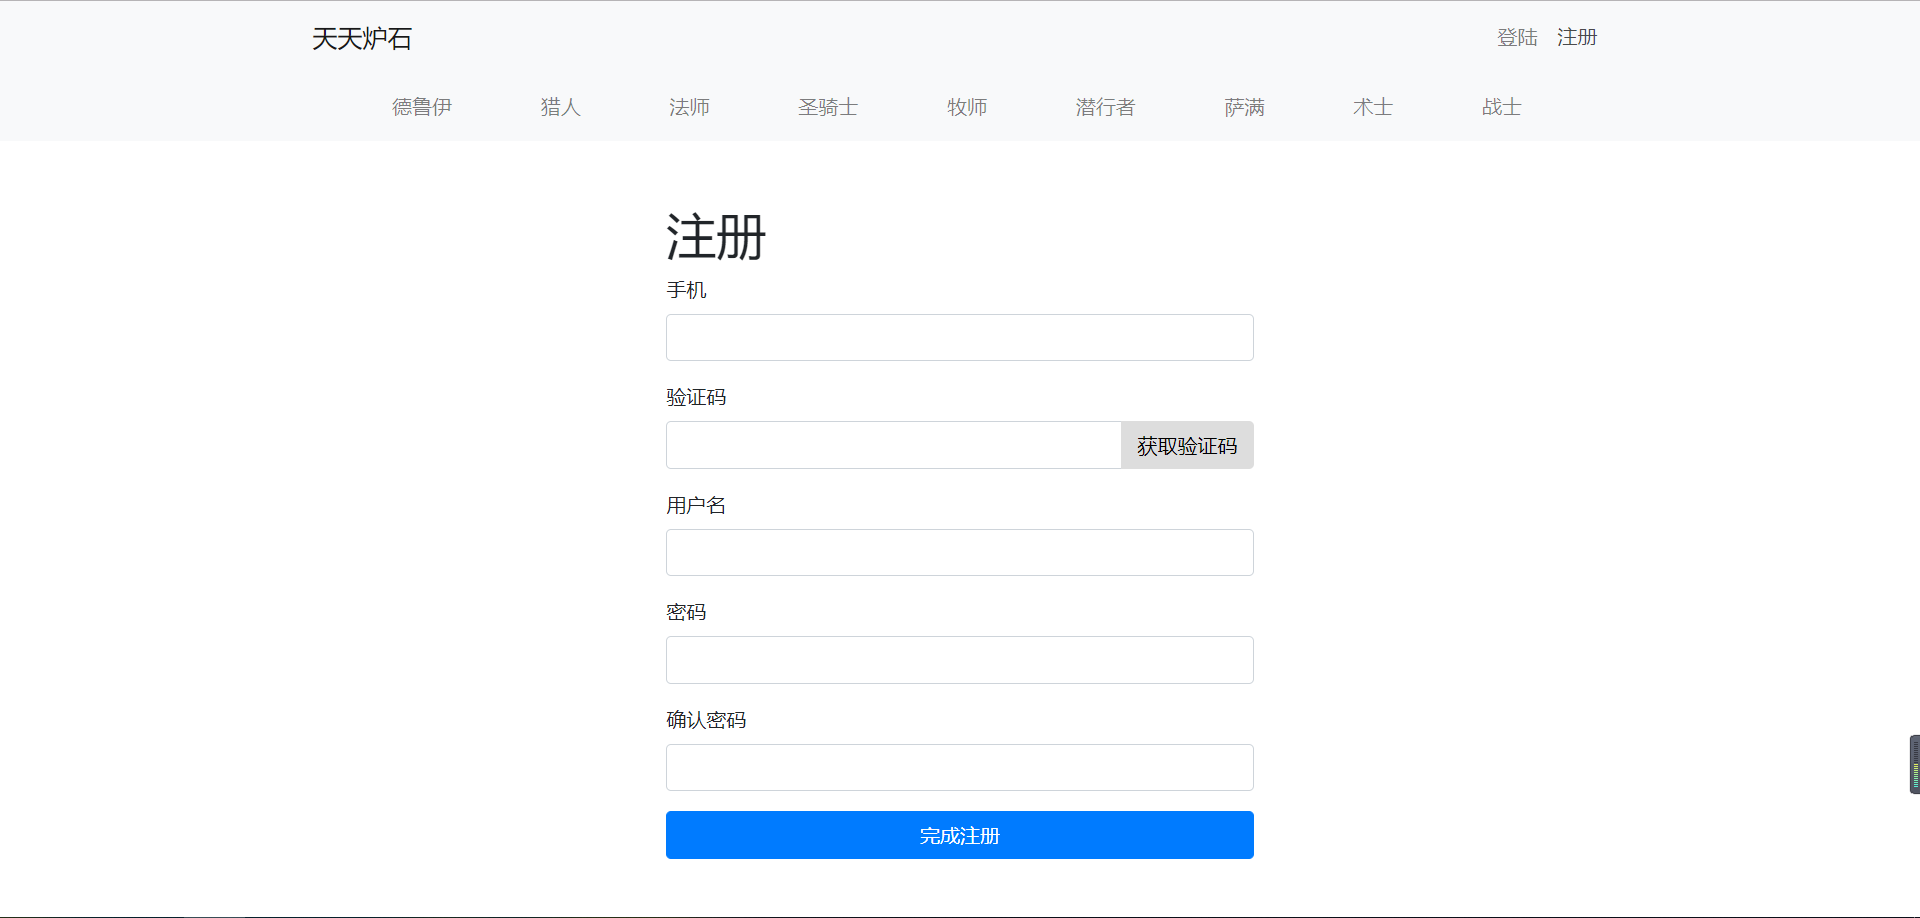 天天炉石 登陆 注册
德鲁伊 猎人 法师 圣骑士 牧师 潜行者 萨满 术士 战士
注册
手机
验证码
获取验证码
用户名
密码
确认密码
完成注册